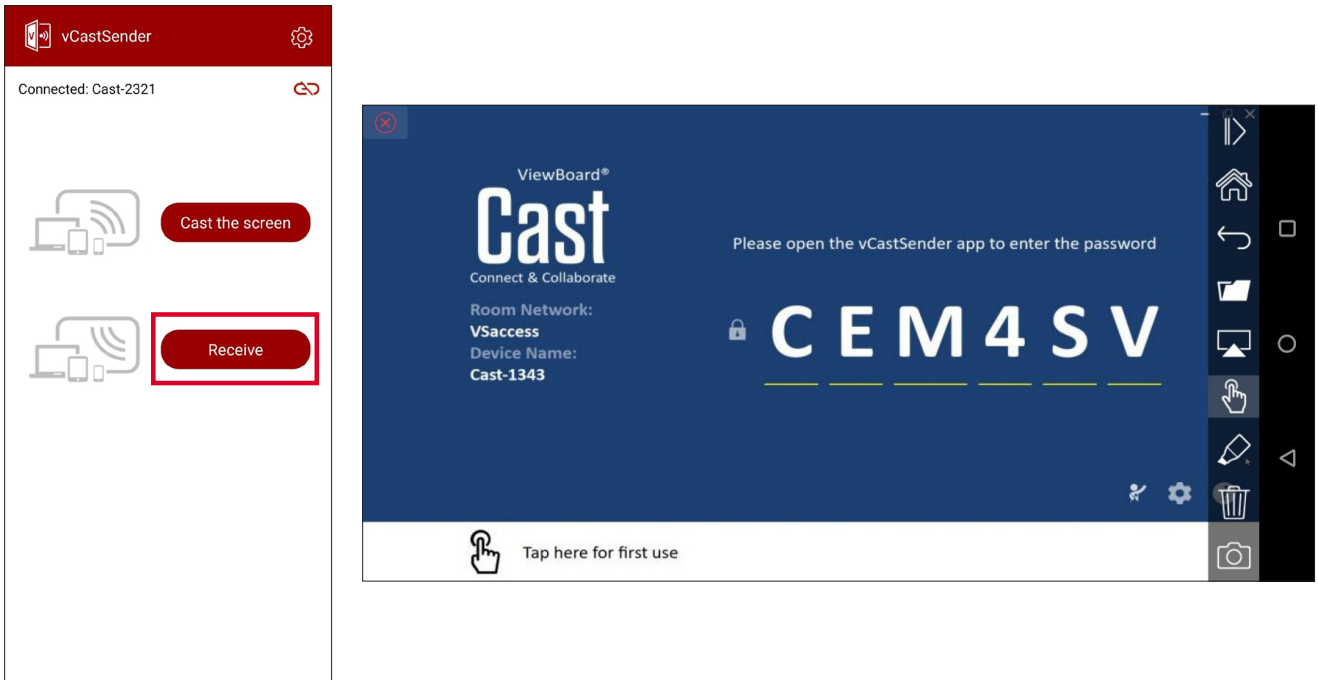 vCastSender
Connected: Cast-2321
Cast the screen
Receive
ViewBoard®
Cast
Connect & Collaborate
Room Network:
VSaccess
Device Name:
Cast-1343
Please open the vCastSender app to enter the password
C E M 4 S V
Tap here for first use